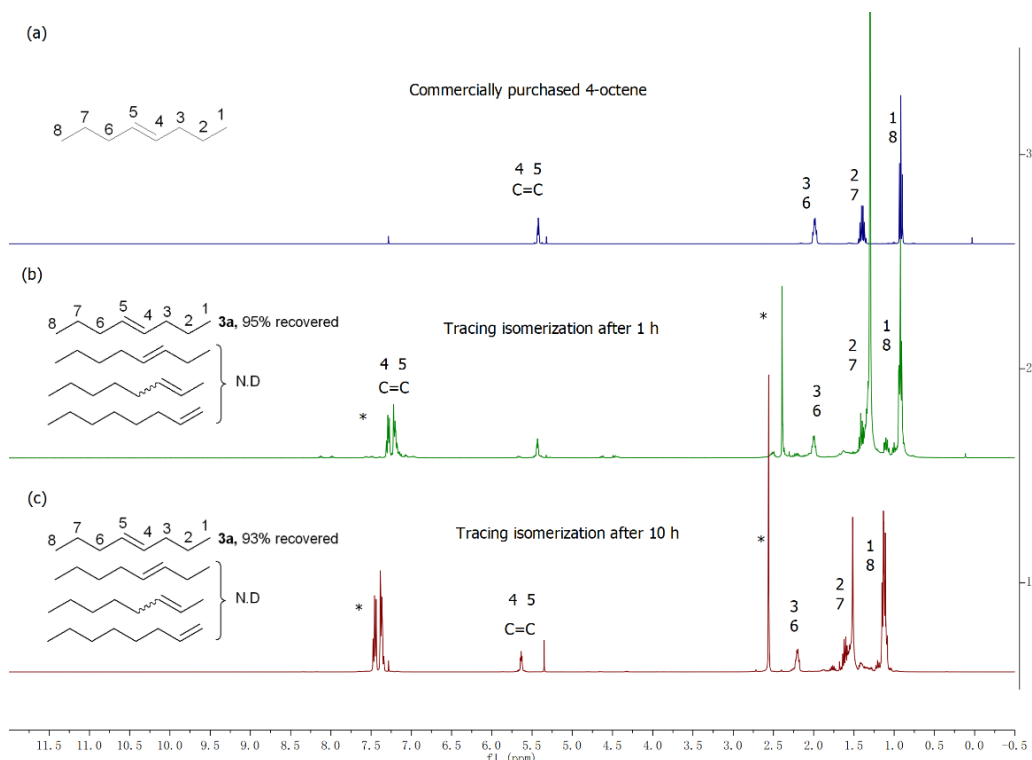 (a)
Commercially purchased 4-octene
8 7 6 5 4 3 2 1
4 5
C=C
3
6
2
7
1
8
3
(b)
8 7 6 5 4 3 2 1
3a, 95% recovered
N.D
Tracing isomerization after 1 h
*
4 5
C=C
*
3
6
2
7
1
8
2
(c)
8 7 6 5 4 3 2 1
3a, 93% recovered
N.D
Tracing isomerization after 10 h
*
4 5
C=C
*
3
6
2
7
1
8
1
11.5 11.0 10.5 10.0 9.5 9.0 8.5 8.0 7.5 7.0 6.5 6.0 5.5 5.0 4.5 4.0 3.5 3.0 2.5 2.0 1.5 1.0 0.5 0.0 -0.5
f1 (ppm)